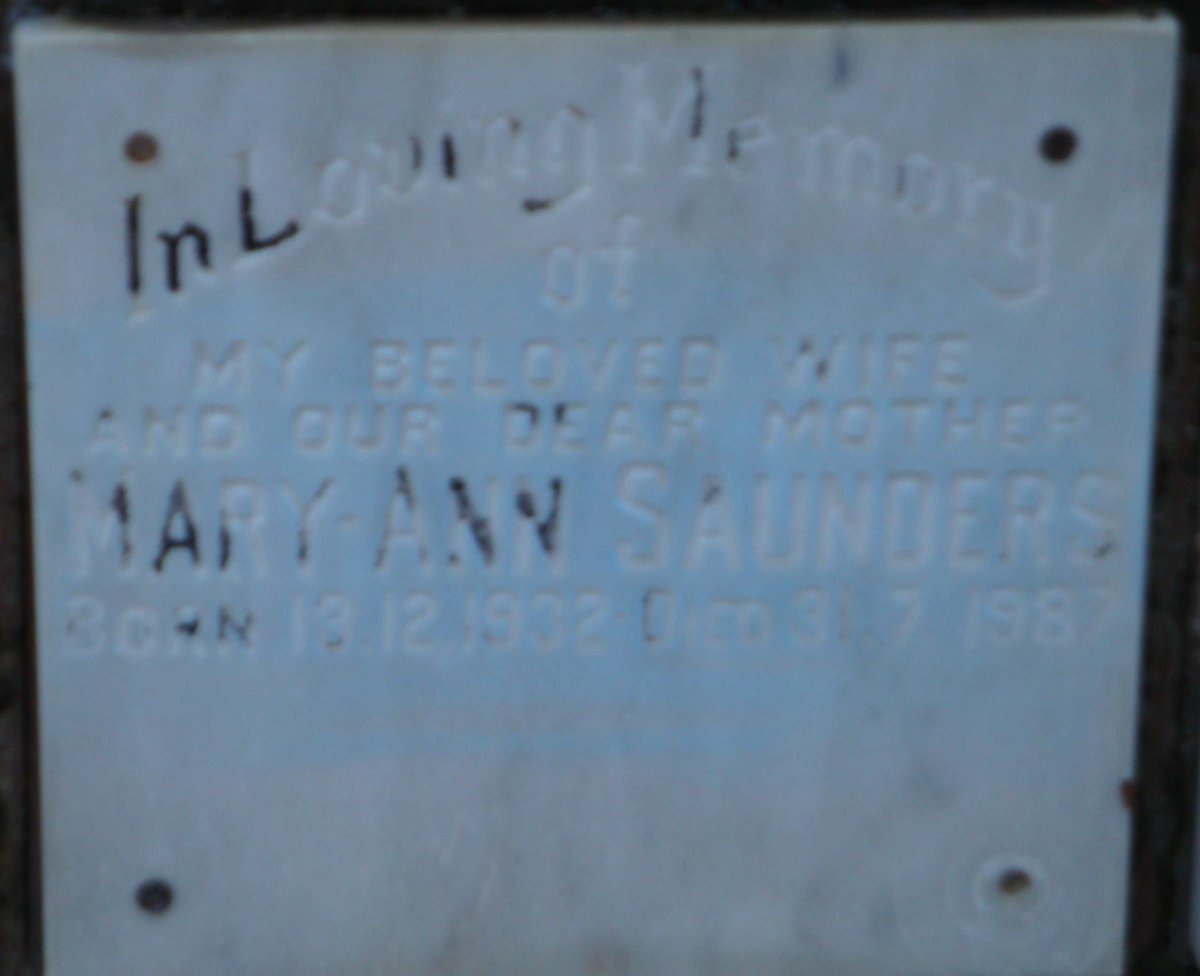 In Loving Memory
of
MY BELOVED WIFE
AND OUR DEAR MOTHER
MARY-ANN SAUNDERS
BORN 13.12.1932-DIED 31.7.1987